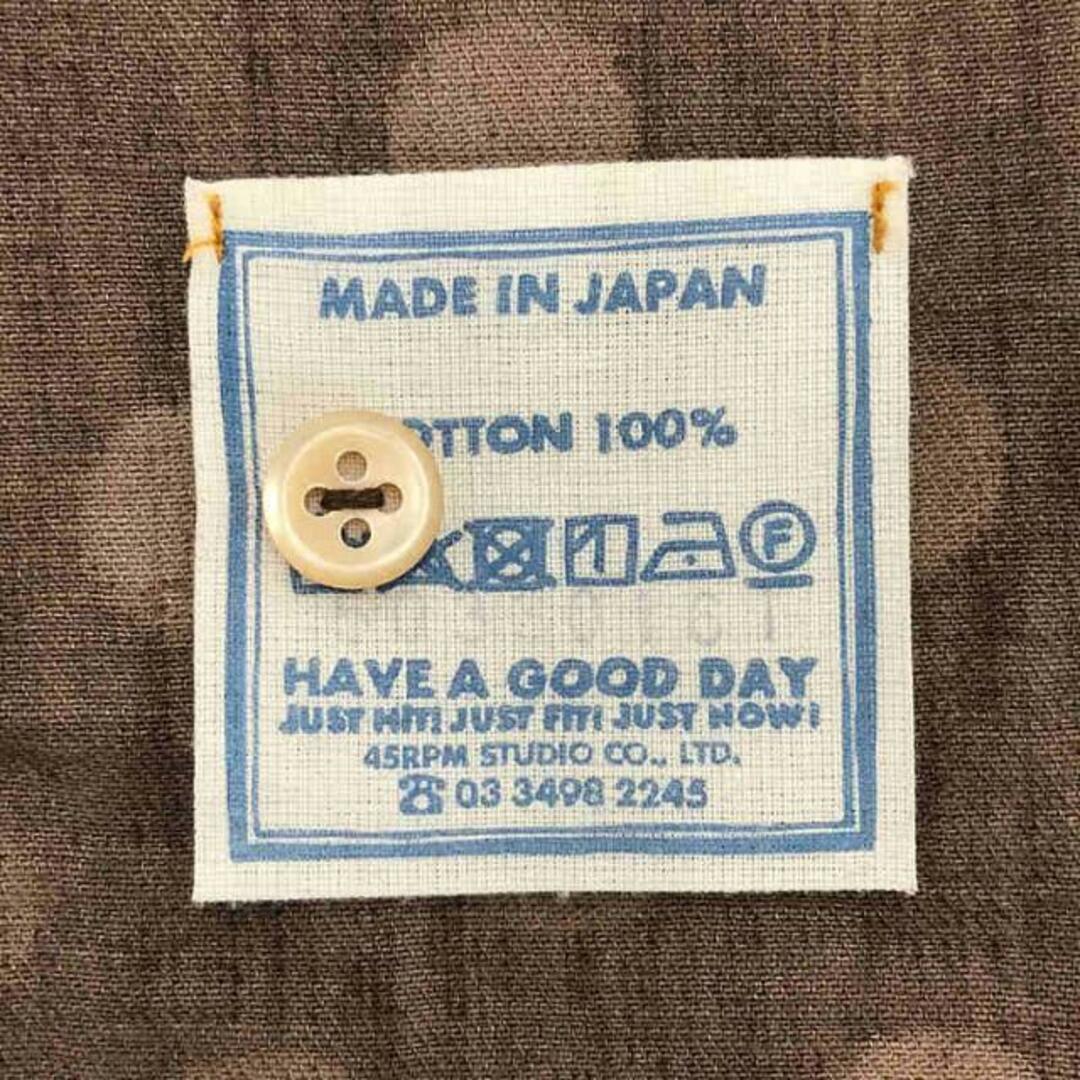 MADE IN JAPAN
OTTON 100%
F
HAVE A GOOD DAY
JUST HIT! JUST FIT! JUST NOW!
45RPM STUDIO CO., LTD.
☎ 03 3498 2245